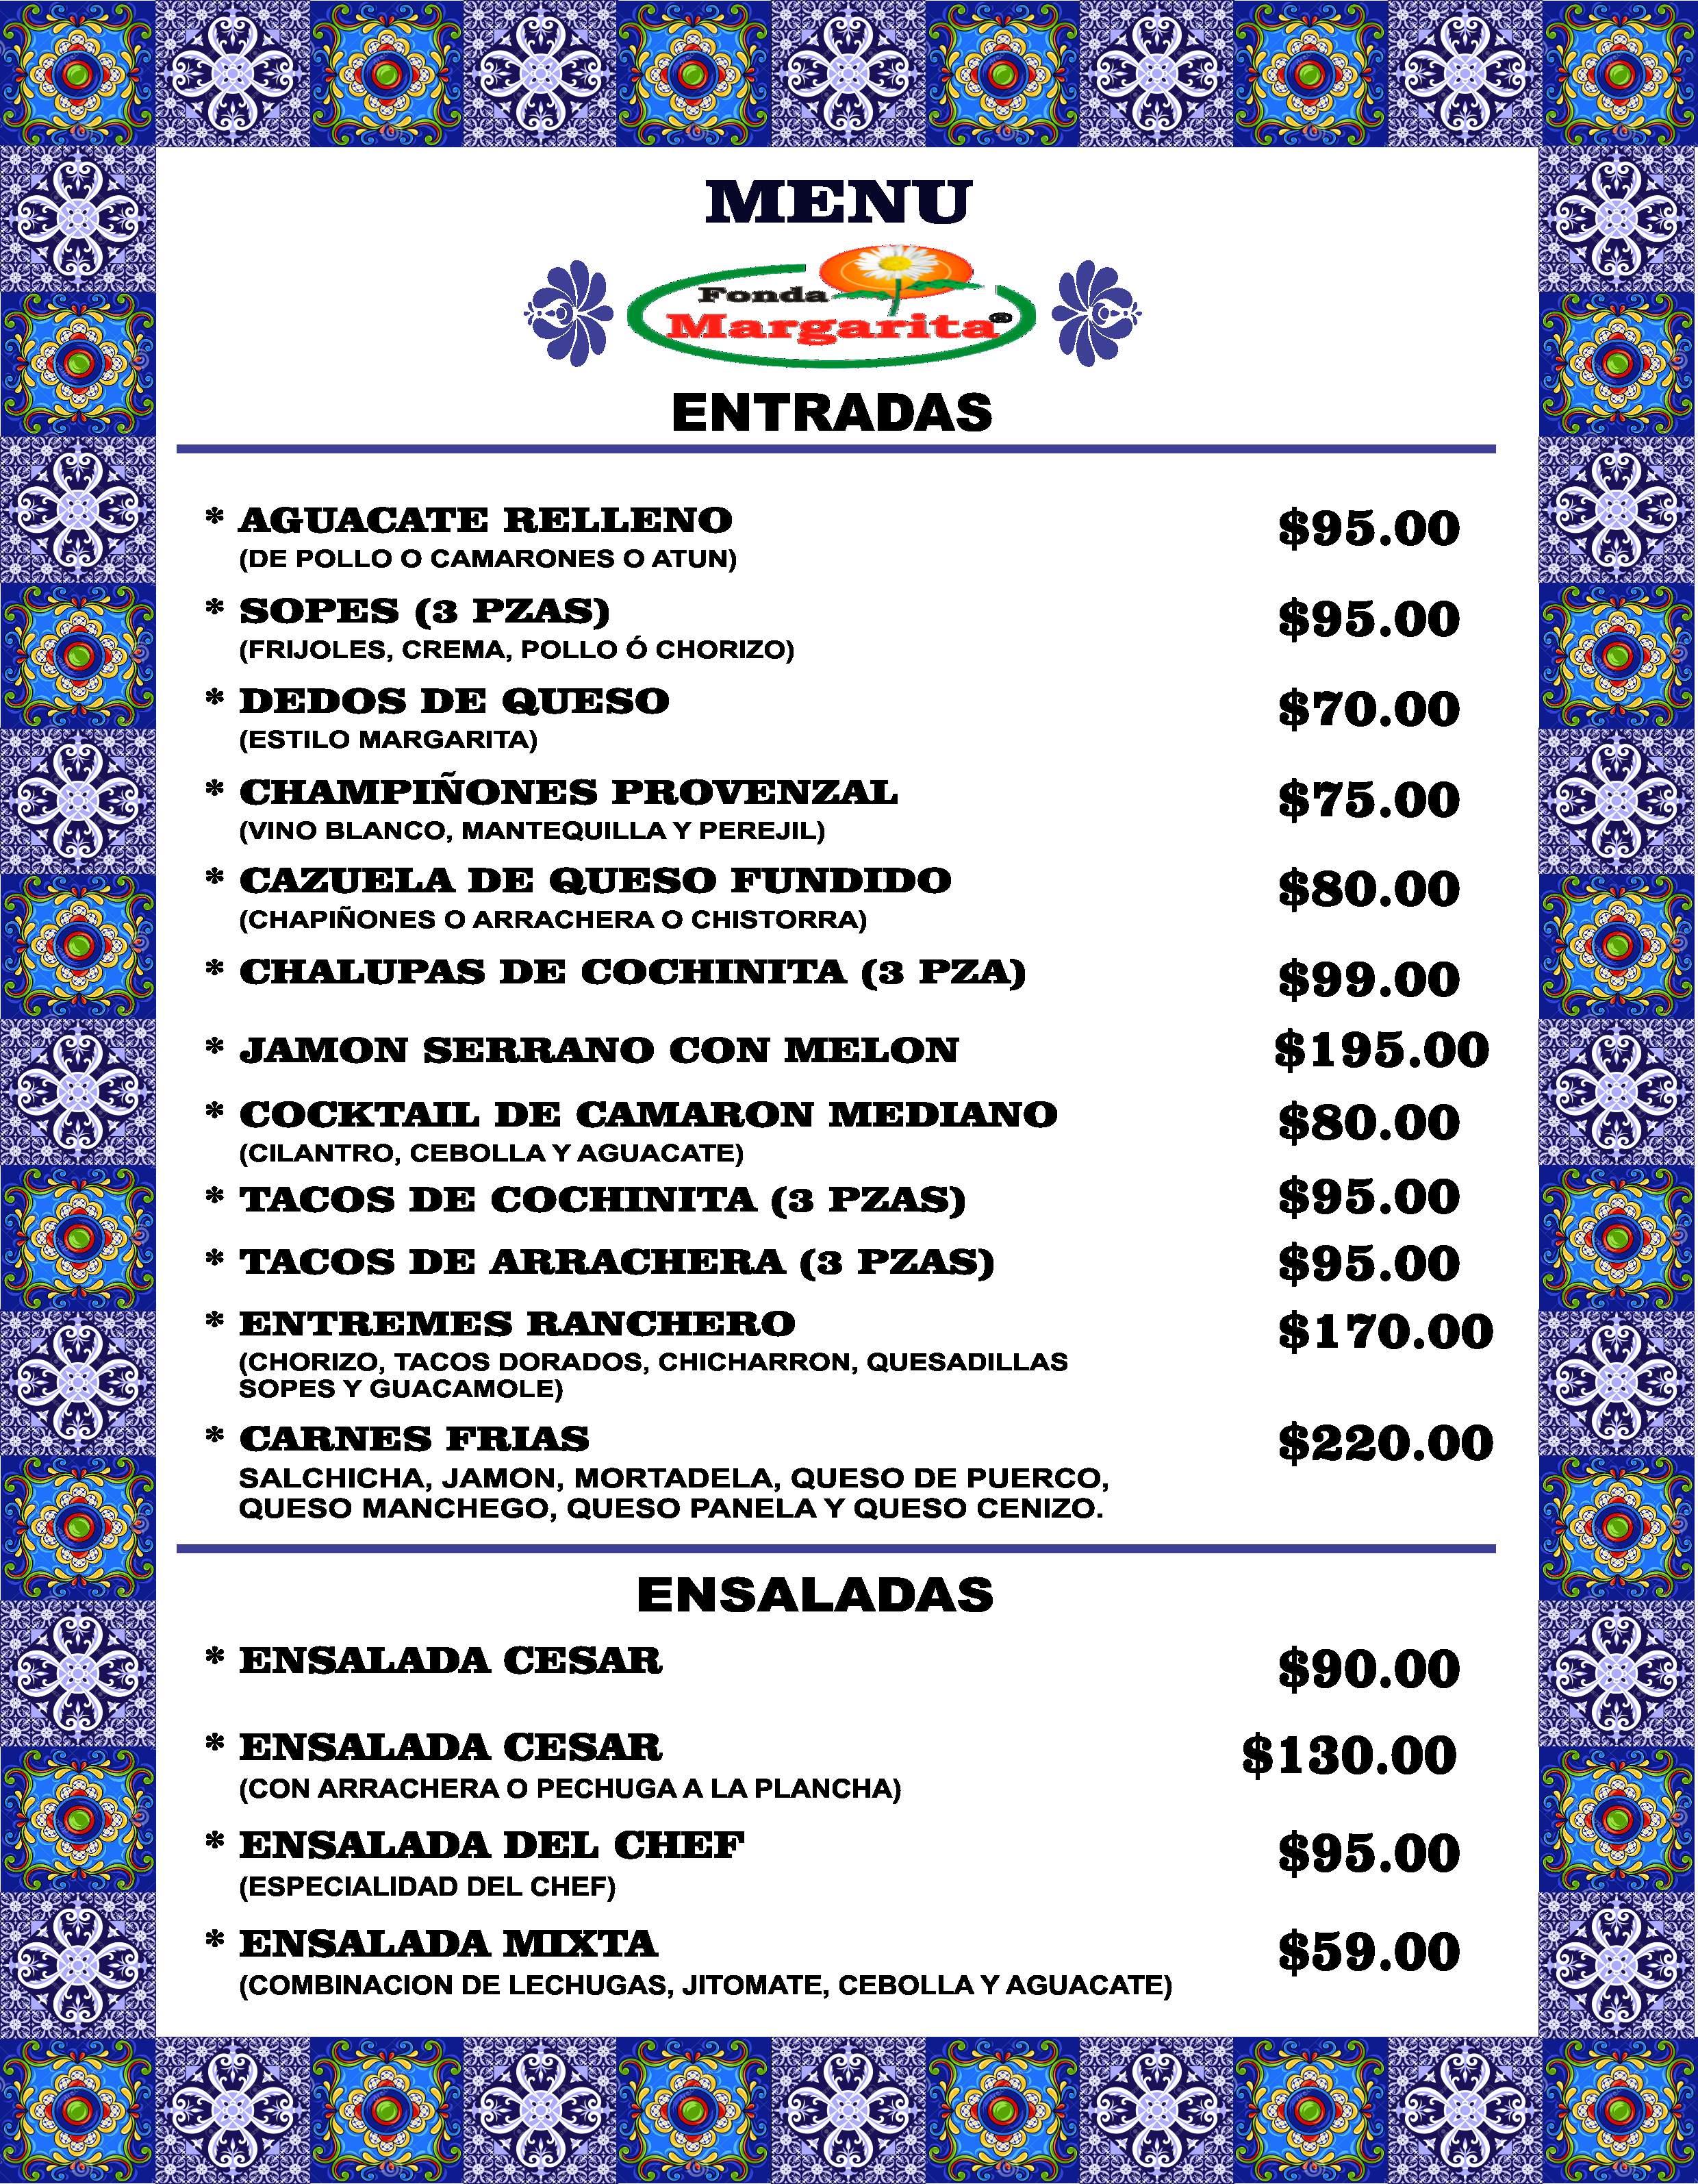 MENU
Fonda
Margarita®
ENTRADAS
* AGUACATE RELLENO $95.00
(DE POLLO O CAMARONES O ATUN)
* SOPES (3 PZAS) $95.00
(FRIJOLES, CREMA, POLLO Ó CHORIZO)
* DEDOS DE QUESO $70.00
(ESTILO MARGARITA)
* CHAMPIÑONES PROVENZAL $75.00
(VINO BLANCO, MANTEQUILLA Y PEREJIL)
* CAZUELA DE QUESO FUNDIDO $80.00
(CHAPIÑONES O ARRACHERA O CHISTORRA)
* CHALUPAS DE COCHINITA (3 PZA) $99.00
* JAMON SERRANO CON MELON $195.00
* COCKTAIL DE CAMARON MEDIANO $80.00
(CILANTRO, CEBOLLA Y AGUACATE)
* TACOS DE COCHINITA (3 PZAS) $95.00
* TACOS DE ARRACHERA (3 PZAS) $95.00
* ENTREMES RANCHERO $170.00
(CHORIZO, TACOS DORADOS, CHICHARRON, QUESADILLAS
SOPES Y GUACAMOLE)
* CARNES FRIAS $220.00
SALCHICHA, JAMON, MORTADELA, QUESO DE PUERCO,
QUESO MANCHEGO, QUESO PANELA Y QUESO CENIZO.
ENSALADAS
* ENSALADA CESAR $90.00
* ENSALADA CESAR $130.00
(CON ARRACHERA O PECHUGA A LA PLANCHA)
* ENSALADA DEL CHEF $95.00
(ESPECIALIDAD DEL CHEF)
* ENSALADA MIXTA $59.00
(COMBINACION DE LECHUGAS, JITOMATE, CEBOLLA Y AGUACATE)